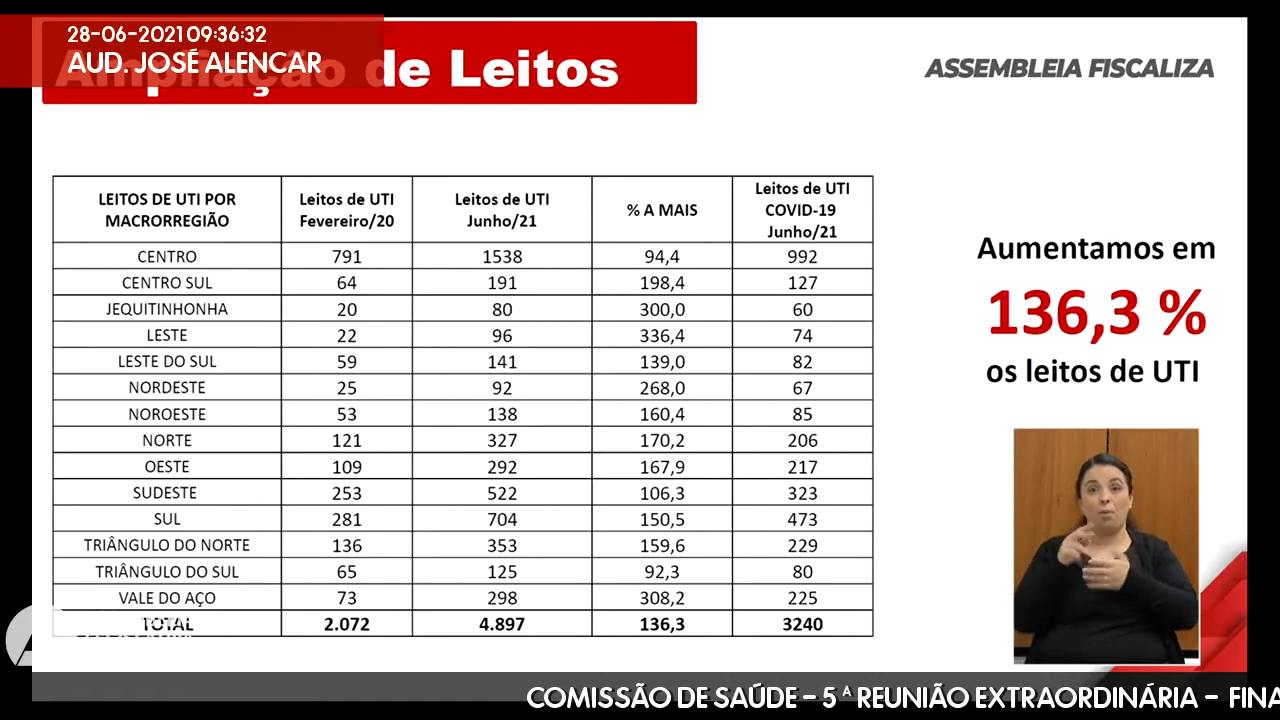 28-06-2021 09:36:32
AUD. JOSÉ ALENCAR
Ampliação de Leitos
ASSEMBLEIA FISCALIZA
LEITOS DE UTI POR MACRORREGIÃO Leitos de UTI Fevereiro/20 Leitos de UTI Junho/21 % A MAIS Leitos de UTI COVID-19 Junho/21
CENTRO 791 1538 94,4 992
CENTRO SUL 64 191 198,4 127
JEQUITINHONHA 20 80 300,0 60
LESTE 22 96 336,4 74
LESTE DO SUL 59 141 139,0 82
NORDESTE 25 92 268,0 67
NOROESTE 53 138 160,4 85
NORTE 121 327 170,2 206
OESTE 109 292 167,9 217
SUDESTE 253 522 106,3 323
SUL 281 704 150,5 473
TRIÂNGULO DO NORTE 136 353 159,6 229
TRIÂNGULO DO SUL 65 125 92,3 80
VALE DO AÇO 73 298 308,2 225
TOTAL 2.072 4.897 136,3 3240
Aumentamos em
136,3 %
os leitos de UTI
COMISSÃO DE SAÚDE - 5 ª REUNIÃO EXTRAORDINÁRIA - FINA